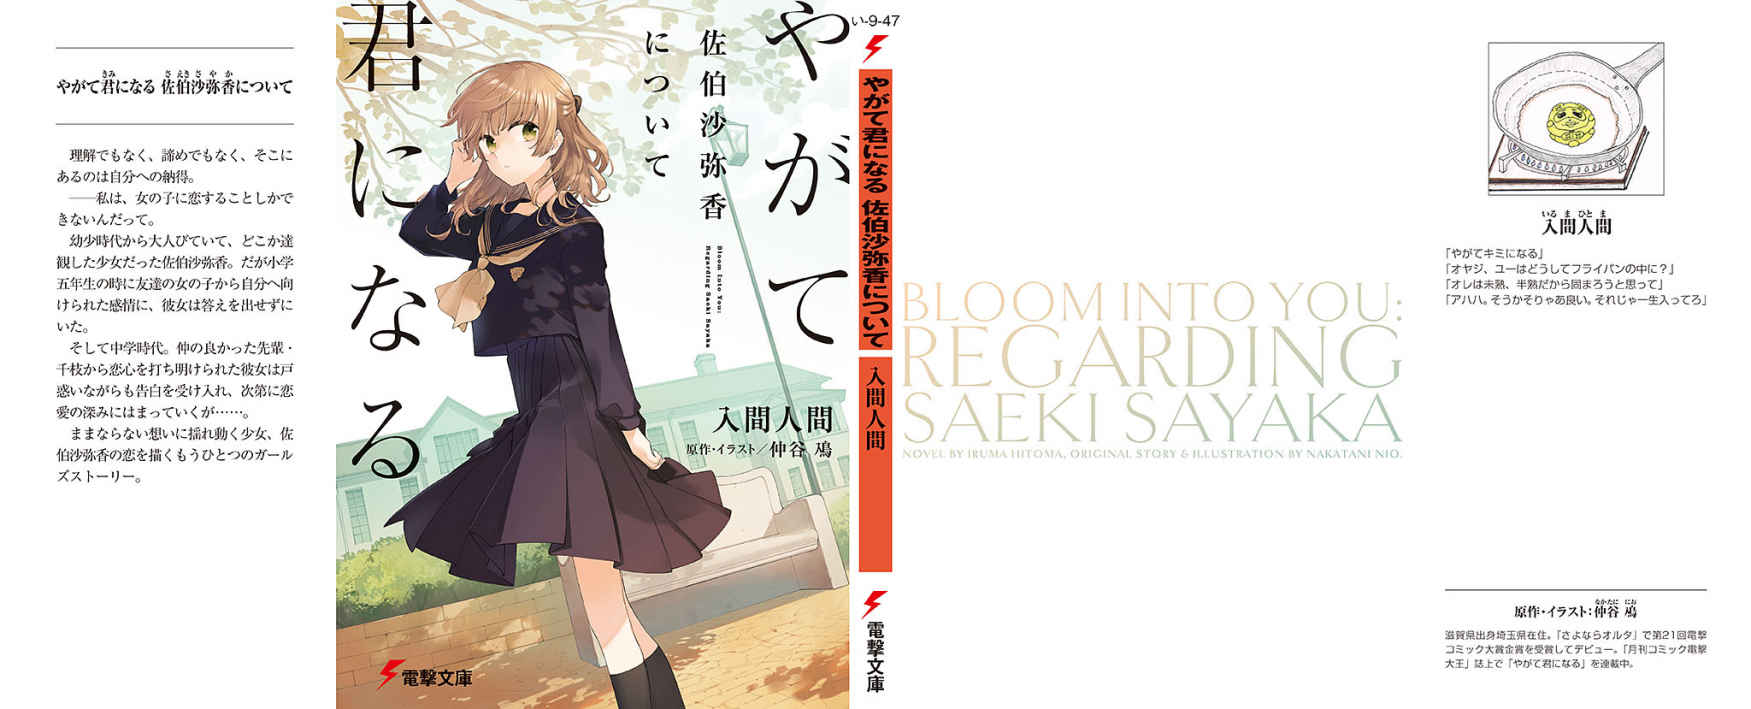 やがて君になる 佐伯沙弥香について
きみ さえきさやか
理解でもなく、諦めでもなく、そこに
あるのは自分への納得。
――私は、女の子に恋することしかで
きないんだって。
幼少時代から大人びていて、どこか達
観した少女だった佐伯沙弥香。だが小学
五年生の時に友達の女の子から自分へ向
けられた感情に、彼女は答えを出せずに
いた。
そして中学時代。仲の良かった先輩・
千枝から恋心を打ち明けられた彼女は戸
惑いながらも告白を受け入れ、次第に恋
愛の深みにはまっていくが……。
ままならない想いに揺れ動く少女、佐
伯沙弥香の恋を描くもうひとつのガール
ズストーリー。
やがて
君になる
佐伯沙弥香
について
Bloom Into You:
Regarding Saeki Sayaka
入間人間
原作・イラスト／仲谷 鳰
電撃文庫
い-9-47
やがて君になる 佐伯沙弥香について
入間人間
電撃文庫
BLOOM INTO YOU:
REGARDING
SAEKI SAYAKA
NOVEL BY IRUMA HITOMA, ORIGINAL STORY & ILLUSTRATION BY NAKATANI NIO.
いるま ひとま
入間人間
「やがてキミになる」
「オヤジ、ユーはどうしてフライパンの中に？」
「オレは未熟、半熟だから固まろうと思って」
「アハハ。そうかそりゃあ良い。それじゃ一生入ってろ」
なかたに にお
原作・イラスト：仲谷 鳰
滋賀県出身埼玉県在住。「さよならオルタ」で第21回電撃
コミック大賞金賞を受賞してデビュー。「月刊コミック電撃
大王」誌上で「やがて君になる」を連載中。